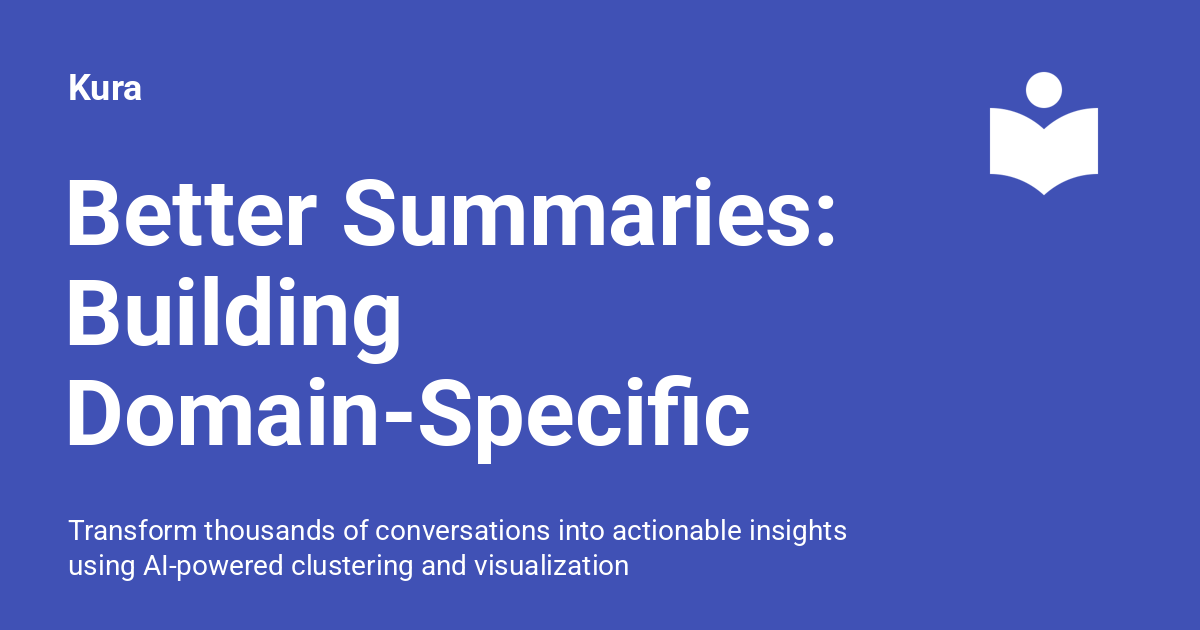 Kura
Better Summaries:
Building
Domain-Specific
Transform thousands of conversations into actionable insights
using AI-powered clustering and visualization